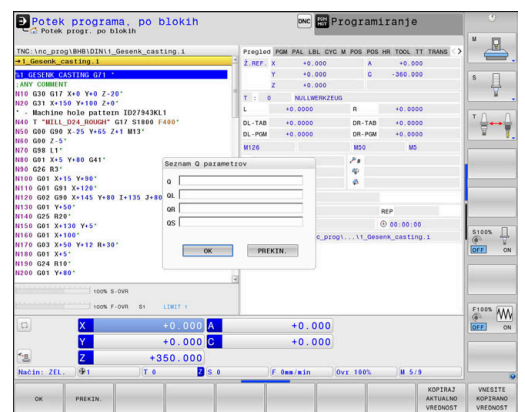 Potek programa, po blokih
Potek progr. po blokih
DNC
Programiranje
TNC:\nc_prog\BHB\DIN\1_Gesenk_casting.i
→1_Gesenk_casting.i
%1_GESENK_CASTING G71 *
;ANY COMMENT
N10 G30 G17 X+0 Y+0 Z-20*
N20 G31 X+150 Y+100 Z+0*
* - Machine hole pattern ID27943KL1
N40 T "MILL_D24_ROUGH" G17 S1800 F400*
N50 G00 G90 X-25 Y+65 Z+1 M13*
N60 G00 Z-5*
N70 G98 L1*
N80 G01 X+5 Y+80 G41*
N90 G26 R3*
N100 G01 X+15 Y+90*
N110 G01 G91 X+120*
N120 G02 G90 X+145 Y+80 I+135 J+80
N130 G01 Y+50*
N140 G25 R20*
N150 G01 X+130 Y+5*
N160 G01 X+100*
N170 G03 X+50 Y+12 R+30*
N180 G01 X+5*
N190 G24 R10*
N200 G01 Y+80*
100% S-OVR
100% F-OVR S1 LIMIT 1
Pregled PGM PAL LBL CYC M POS POS HR TOOL TT TRANS
Ž.REF. X +0.000 A +0.000
Y +0.000 C -360.000
Z +0.000
T : 0 NULLWERKZEUG
L +0.0000 R +0.0000
DL-TAB +0.0000 DR-TAB +0.0000
DL-PGM +0.0000 DR-PGM +0.0000
M126 M50 M5
REP
00:00:00
c_prog\...\1_Gesenk_casting.i
Seznam Q parametrov
Q
QL
QR
QS
OK
PREKIN.
X +0.000 A +0.000
Y +0.000 C +0.000
Z +350.000
Način: ŽEL. 1 T 0 Z S 0 F 0mm/min Ovr 100% M 5/9
OK
PREKIN.
KOPIRAJ
AKTUALNO
VREDNOST
VNESITE
KOPIRANO
VREDNOST
M
S
T
S100%
OFF ON
F100%
OFF ON